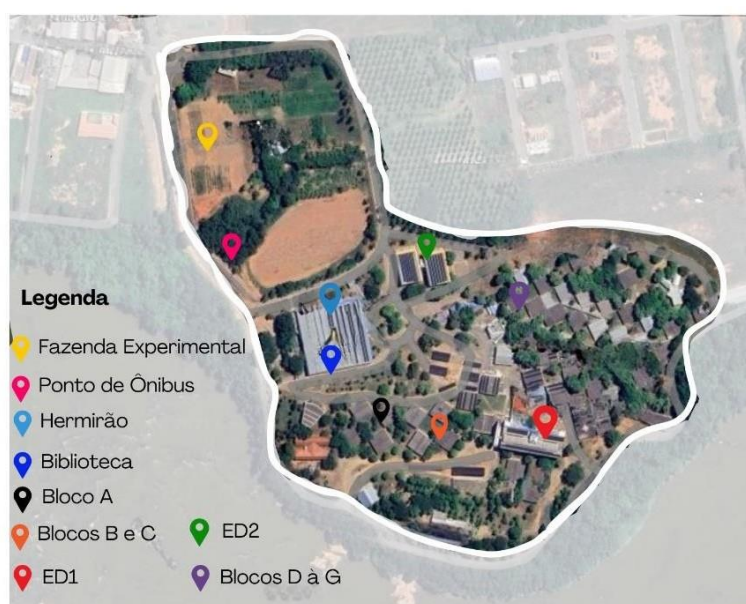 Legenda
Fazenda Experimental
Ponto de Ônibus
Hermirão
Biblioteca
Bloco A
Blocos B e C
ED2
ED1
Blocos D à G